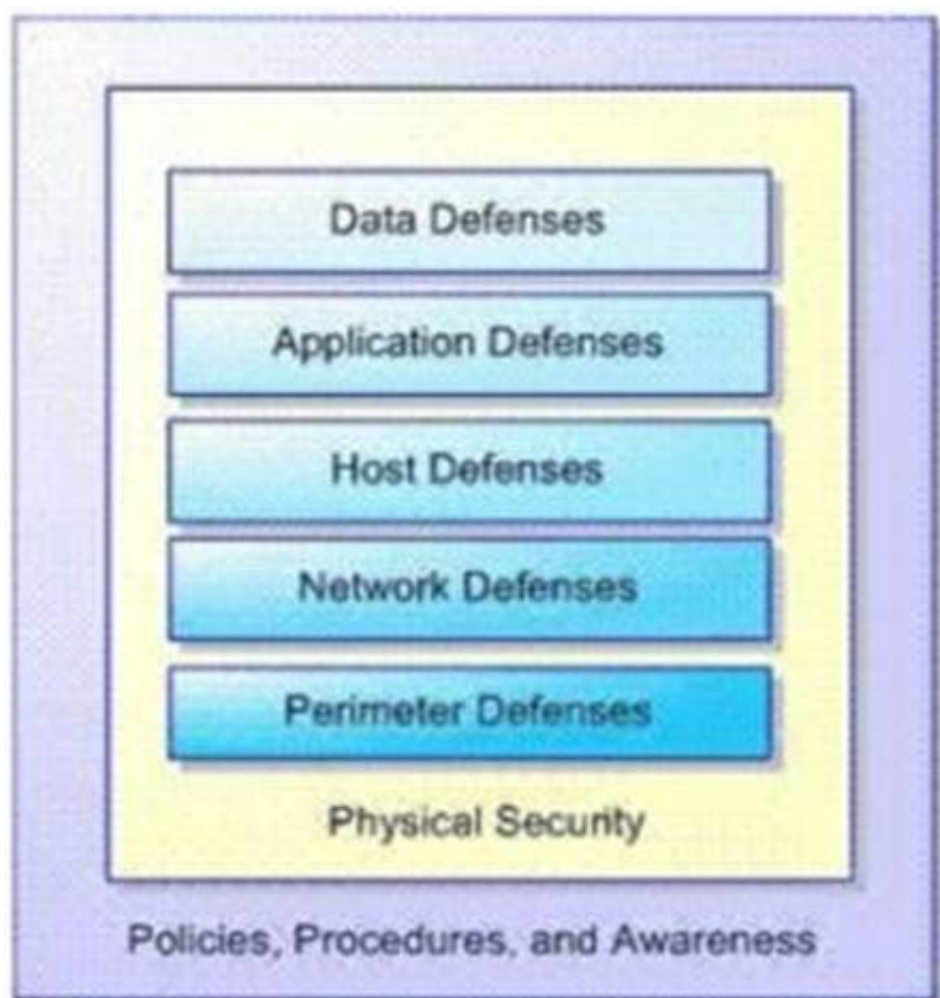 Data Defenses
Application Defenses
Host Defenses
Network Defenses
Perimeter Defenses
Physical Security
Policies, Procedures, and Awareness